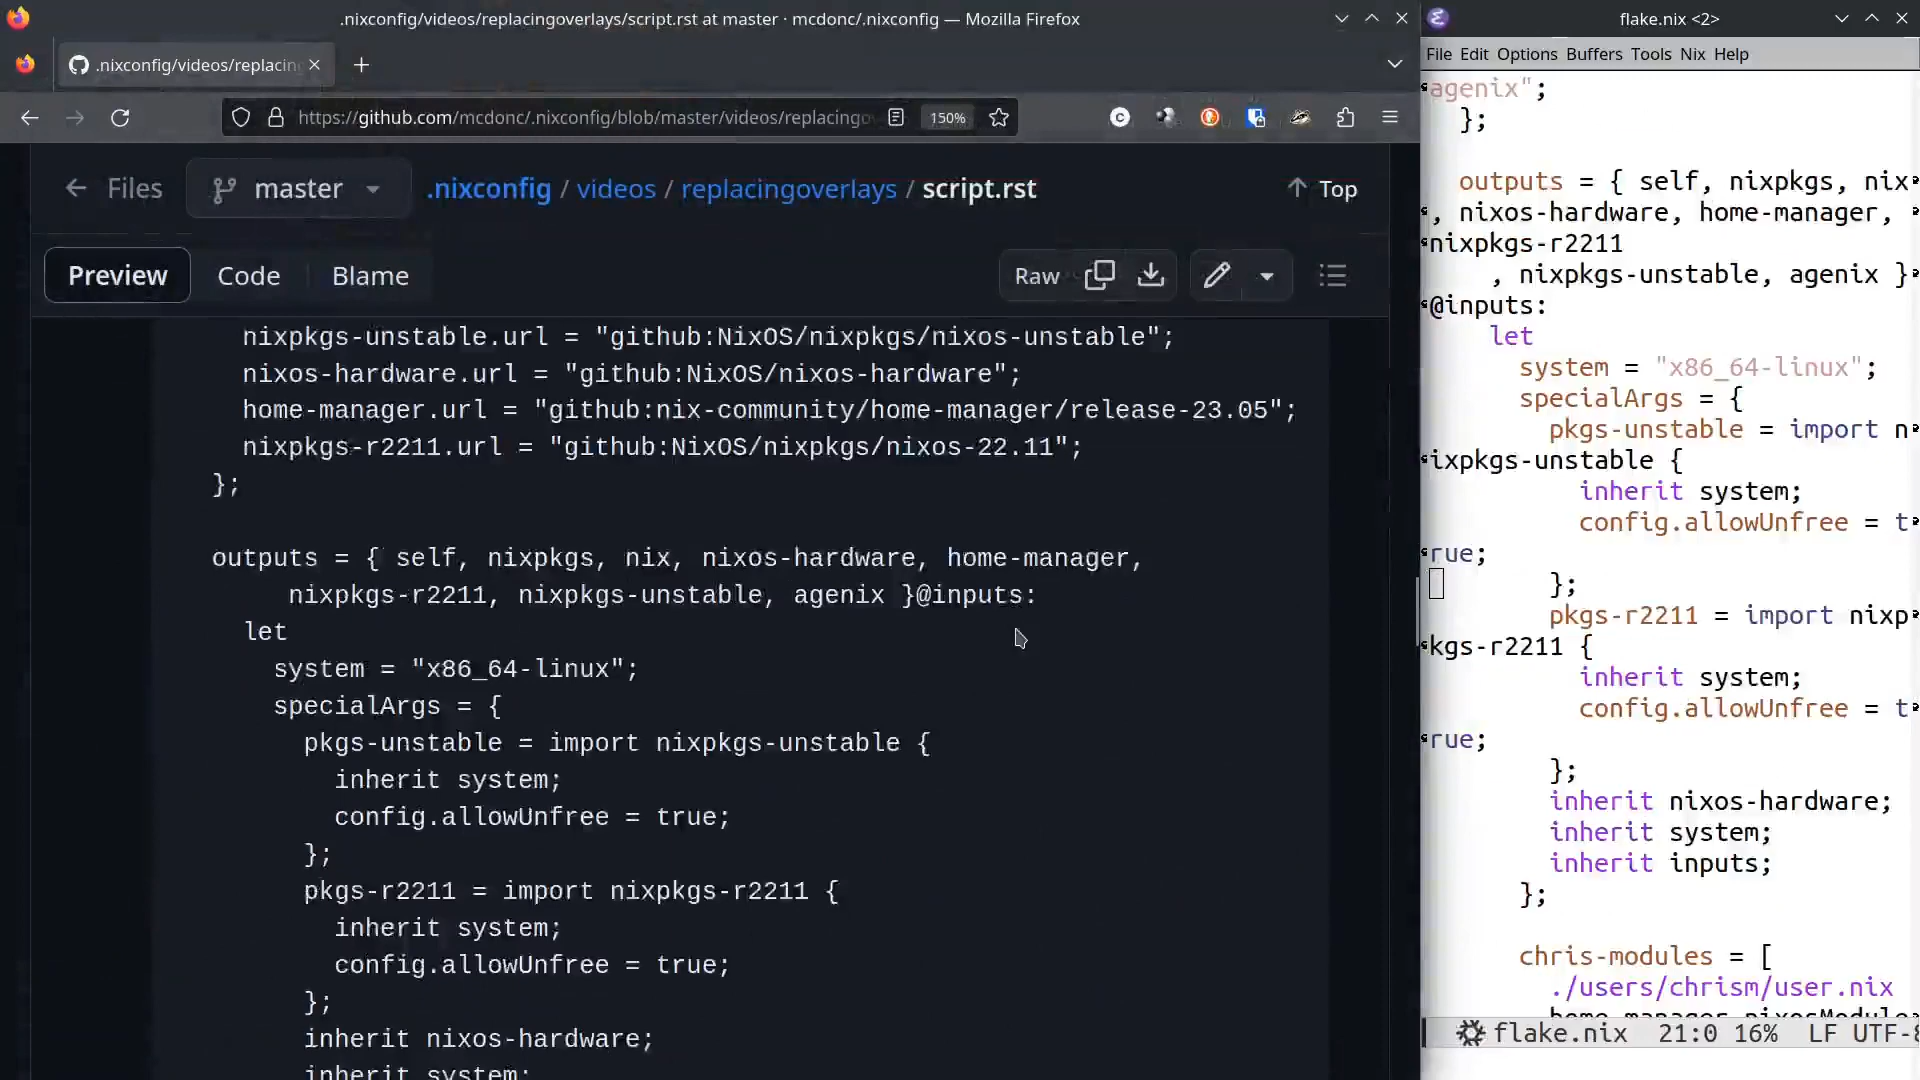 .nixconfig/videos/replacingoverlays/script.rst at master · mcdonc/.nixconfig — Mozilla Firefox
.nixconfig/videos/replacin
https://github.com/mcdonc/.nixconfig/blob/master/videos/replacingo
150%
Files
master
.nixconfig / videos / replacingoverlays / script.rst
Top
Preview
Code
Blame
Raw
nixpkgs-unstable.url = "github:NixOS/nixpkgs/nixos-unstable";
nixos-hardware.url = "github:NixOS/nixos-hardware";
home-manager.url = "github:nix-community/home-manager/release-23.05";
nixpkgs-r2211.url = "github:NixOS/nixpkgs/nixos-22.11";
};
outputs = { self, nixpkgs, nix, nixos-hardware, home-manager,
nixpkgs-r2211, nixpkgs-unstable, agenix }@inputs:
let
system = "x86_64-linux";
specialArgs = {
pkgs-unstable = import nixpkgs-unstable {
inherit system;
config.allowUnfree = true;
};
pkgs-r2211 = import nixpkgs-r2211 {
inherit system;
config.allowUnfree = true;
};
inherit nixos-hardware;
inherit system;
flake.nix <2>
File Edit Options Buffers Tools Nix Help
agenix";
};
outputs = { self, nixpkgs, nix
, nixos-hardware, home-manager,
nixpkgs-r2211
, nixpkgs-unstable, agenix }
@inputs:
let
system = "x86_64-linux";
specialArgs = {
pkgs-unstable = import n
ixpkgs-unstable {
inherit system;
config.allowUnfree = t
rue;
};
pkgs-r2211 = import nixp
kgs-r2211 {
inherit system;
config.allowUnfree = t
rue;
};
inherit nixos-hardware;
inherit system;
inherit inputs;
};
chris-modules = [
./users/chrism/user.nix
home-manager.nixosModule
flake.nix 21:0 16% LF UTF-8